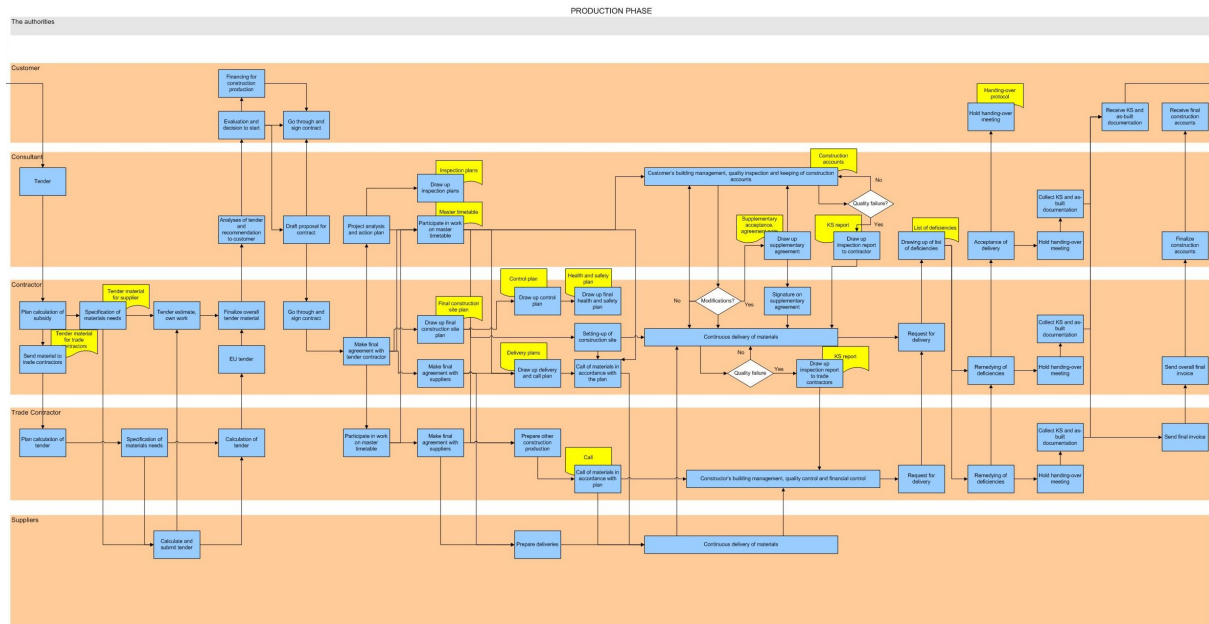 PRODUCTION PHASE
The authorities
Customer
Financing for
construction
production
Evaluation and
decision to start
Go through and
sign contract
Handing-over
protocol
Hold handing-over
meeting
Receive KS and
as-built
documentation
Receive final
construction
accounts
Consultant
Tender
Analyses of tender
and
recommendation
to customer
Draft proposal for
contract
Project analysis
and action plan
Inspection plans
Draw up
inspection plans
Master timetable
Participate in work
on master
timetable
Construction
accounts
Customer's building management, quality inspection and keeping of construction
accounts
No
Quality failure?
Yes
Supplementary
acceptance,
Draw up
supplementary
agreement
KS report
Draw up
inspection report
to contractor
List of deficiencies
Drawing up of list
of deficiencies
Acceptance of
delivery
Collect KS and as-
built
documentation
Hold handing-over
meeting
Finalize
construction
accounts
Contractor
Plan calculation of
subsidy
Tender material
for supplier
Specification of
materials needs
Tender estimate,
own work
Finalize overall
tender material
Tender material
for trade
contractors
Send material to
trade contractors
EU tender
Go through and
sign contract
Make final
agreement with
tender contractor
Final construction
site plan
Draw up final
construction site
plan
Control plan
Draw up control
plan
Health and safety
plan
Draw up final
health and safety
plan
Setting-up of
construction site
Make final
agreement with
suppliers
Delivery plans
Draw up delivery
and call plan
Call of materials in
accordance with
the plan
No
Modifications?
Yes
Signature on
supplementary
agreement
Continuous delivery of materials
No
Quality failure
Yes
KS report
Draw up
inspection report
to trade
contractors
Request for
delivery
Remedying of
deficiencies
Collect KS and as-
built
documentation
Hold handing-over
meeting
Send overall final
invoice
Trade Contractor
Plan calculation of
tender
Specification of
materials needs
Calculation of
tender
Participate in work
on master
timetable
Make final
agreement with
suppliers
Prepare other
construction
production
Call
Call of materials in
accordance with
plan
Constructor's building management, quality control and financial control
Request for
delivery
Remedying of
deficiencies
Collect KS and as-
built
documentation
Hold handing-over
meeting
Send final invoice
Suppliers
Calculate and
submit tender
Prepare deliveries
Continuous delivery of materials